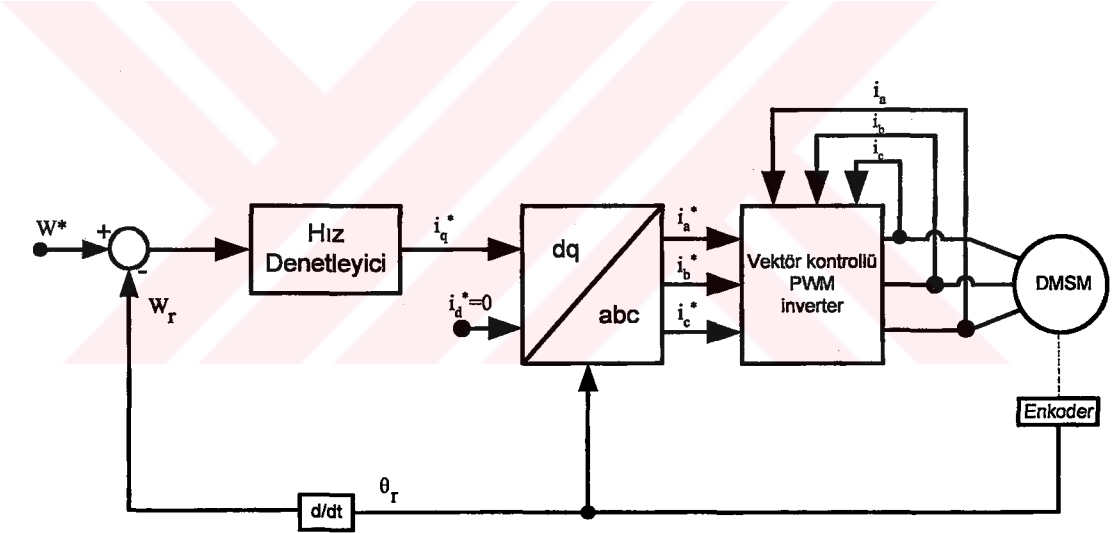 i_a
i_b
i_c
W*
+
-
W_r
Hız
Denetleyici
i_q^*
i_d^*=0
dq
abc
i_a^*
i_b^*
i_c^*
Vektör kontrollü
PWM
inverter
DMSM
Enkoder
θ_r
d/dt